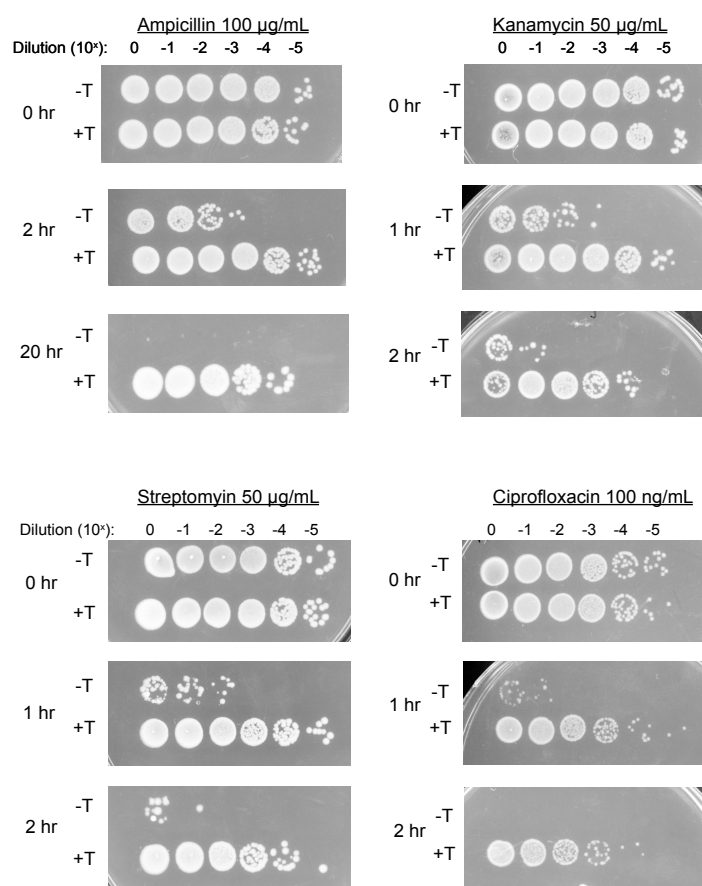 Ampicillin 100 µg/mL
Dilution (10ˣ): 0 -1 -2 -3 -4 -5
0 hr
-T
+T
2 hr
-T
+T
20 hr
-T
+T
Kanamycin 50 µg/mL
0 -1 -2 -3 -4 -5
0 hr
-T
+T
1 hr
-T
+T
2 hr
-T
+T
Streptomyin 50 µg/mL
Dilution (10ˣ): 0 -1 -2 -3 -4 -5
0 hr
-T
+T
1 hr
-T
+T
2 hr
-T
+T
Ciprofloxacin 100 ng/mL
0 -1 -2 -3 -4 -5
0 hr
-T
+T
1 hr
-T
+T
2 hr
-T
+T